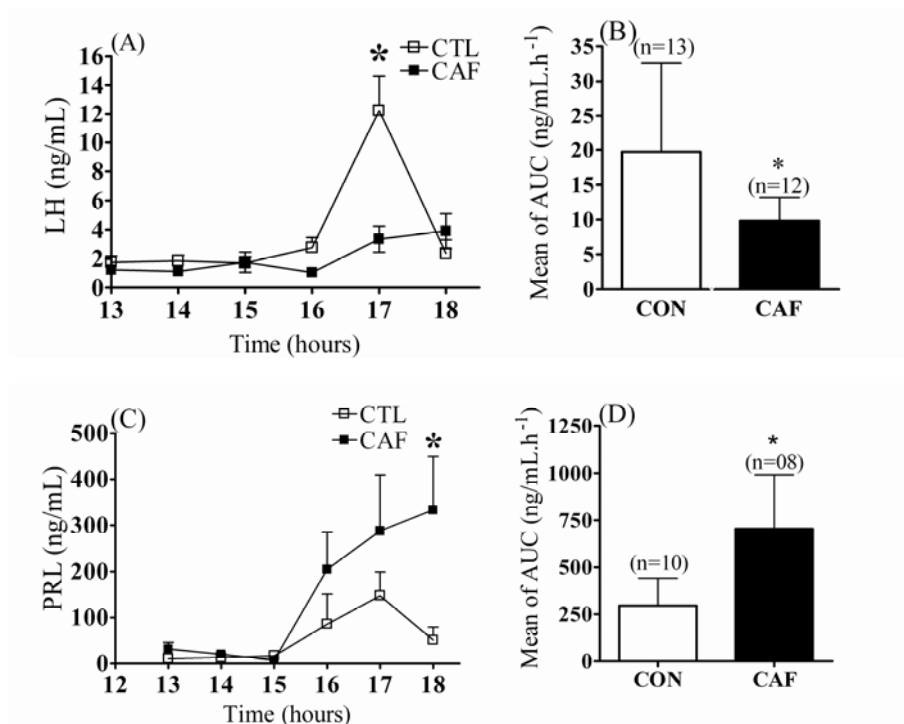 (A)
CTL
CAF
*
16
14
12
10
8
6
4
2
0
LH (ng/mL)
13 14 15 16 17 18
Time (hours)
(B)
(n=13)
*
(n=12)
35
30
25
20
15
10
5
0
Mean of AUC (ng/mL.h⁻¹)
CON CAF
(C)
CTL
CAF
*
500
400
300
200
100
0
PRL (ng/mL)
12 13 14 15 16 17 18
Time (hours)
(D)
*
(n=08)
(n=10)
1250
1000
750
500
250
0
Mean of AUC (ng/mL.h⁻¹)
CON CAF